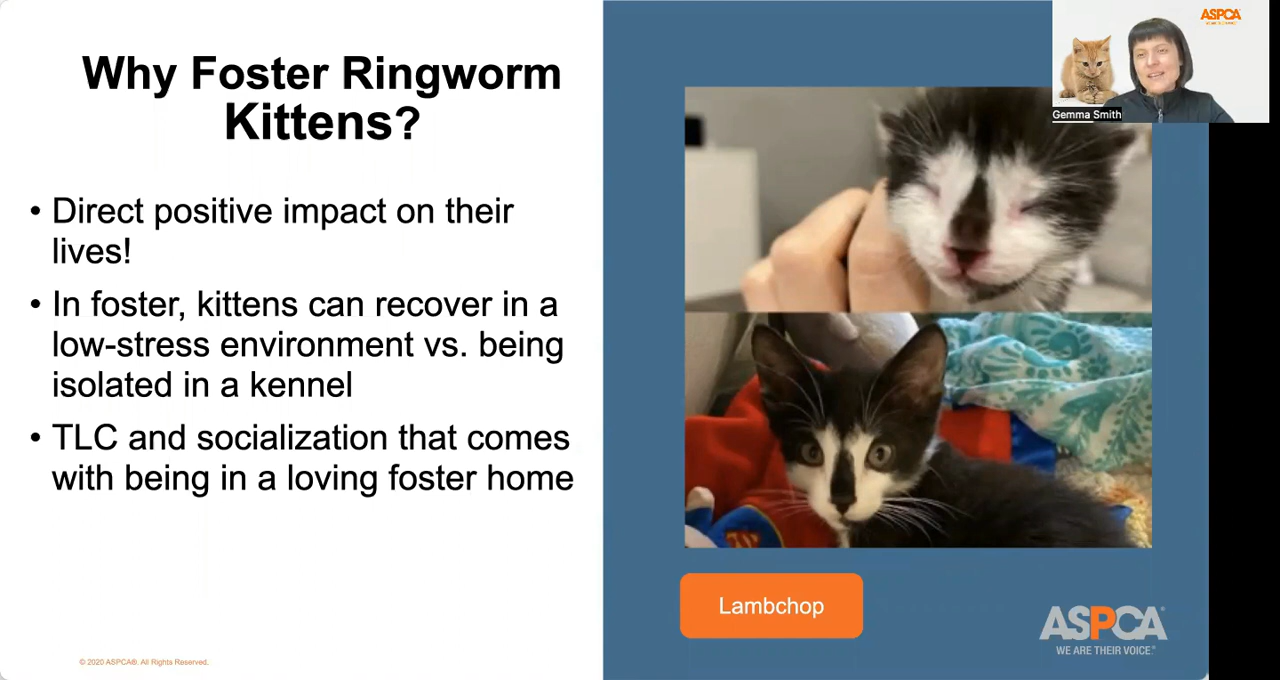 Why Foster Ringworm
Kittens?
• Direct positive impact on their
lives!
• In foster, kittens can recover in a
low-stress environment vs. being
isolated in a kennel
• TLC and socialization that comes
with being in a loving foster home
© 2020 ASPCA®. All Rights Reserved.
ASPCA
Gemma Smith
Lambchop
ASPCA®
WE ARE THEIR VOICE.®